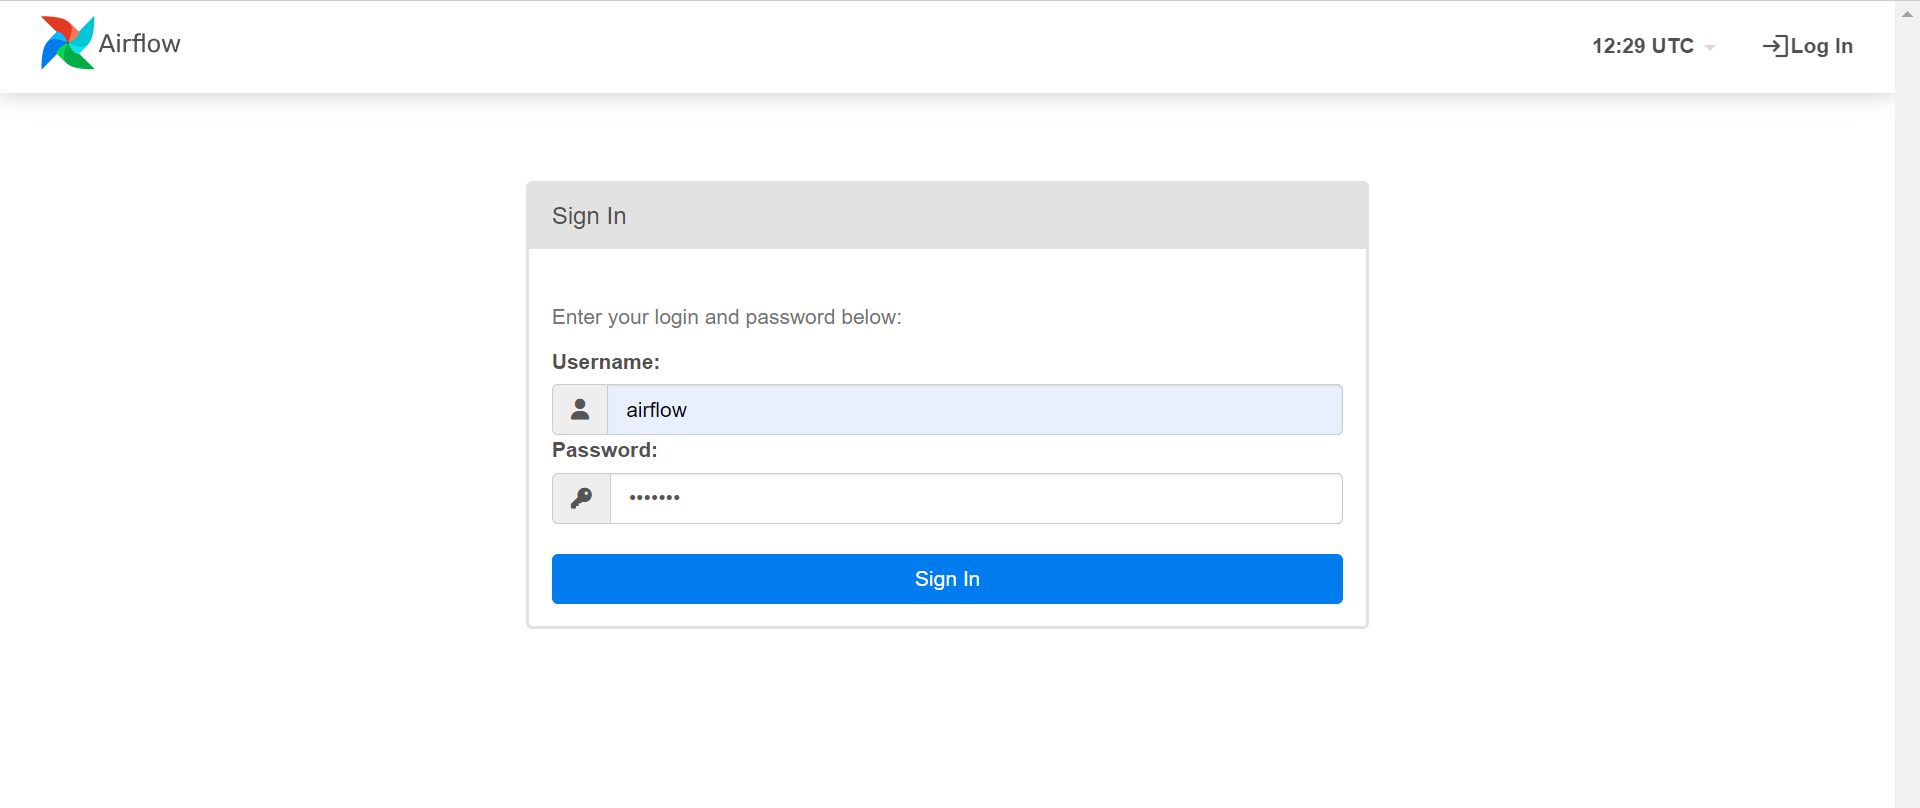 Airflow
12:29 UTC
Log In
Sign In
Enter your login and password below:
Username:
airflow
Password:
•••••••
Sign In